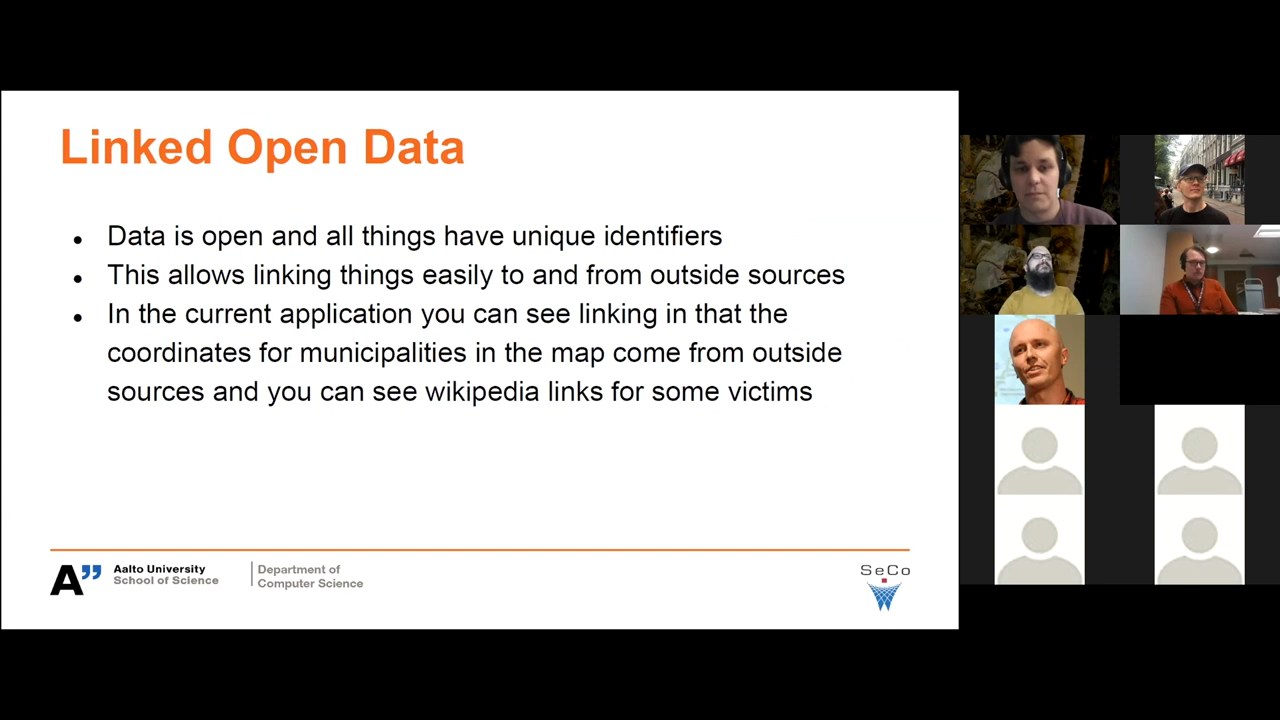 Linked Open Data
● Data is open and all things have unique identifiers
● This allows linking things easily to and from outside sources
● In the current application you can see linking in that the
coordinates for municipalities in the map come from outside
sources and you can see wikipedia links for some victims
A”
Aalto University
School of Science
Department of
Computer Science
SeCo